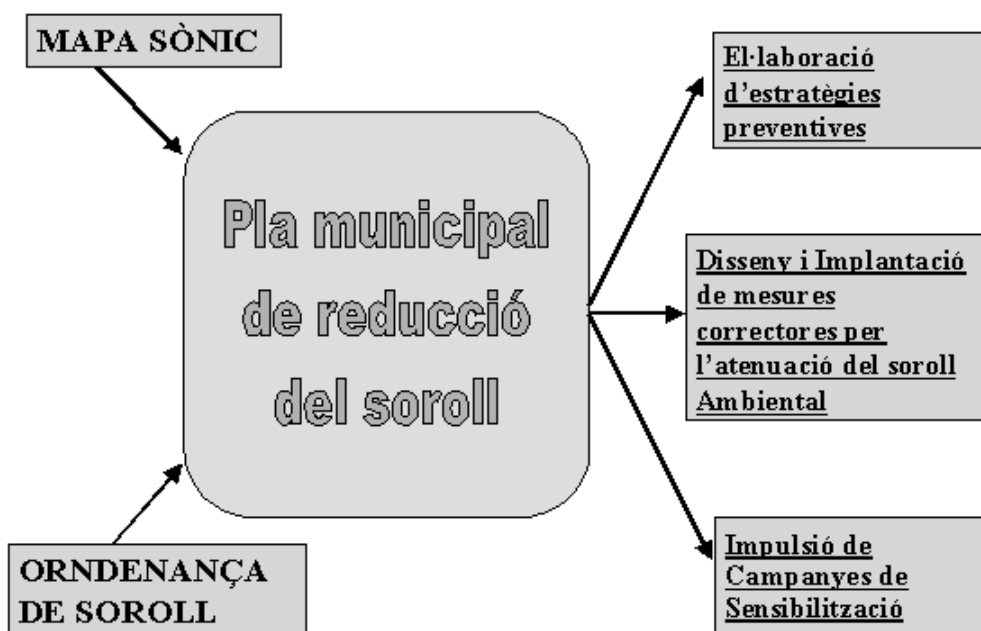 MAPA SÒNIC
Pla municipal
de reducció
del soroll
ORNDENANÇA
DE SOROLL
El·laboració
d'estratègies
preventives
Disseny i Implantació
de mesures
correctores per
l'atenuació del soroll
Ambiental
Impulsió de
Campanyes de
Sensibilització